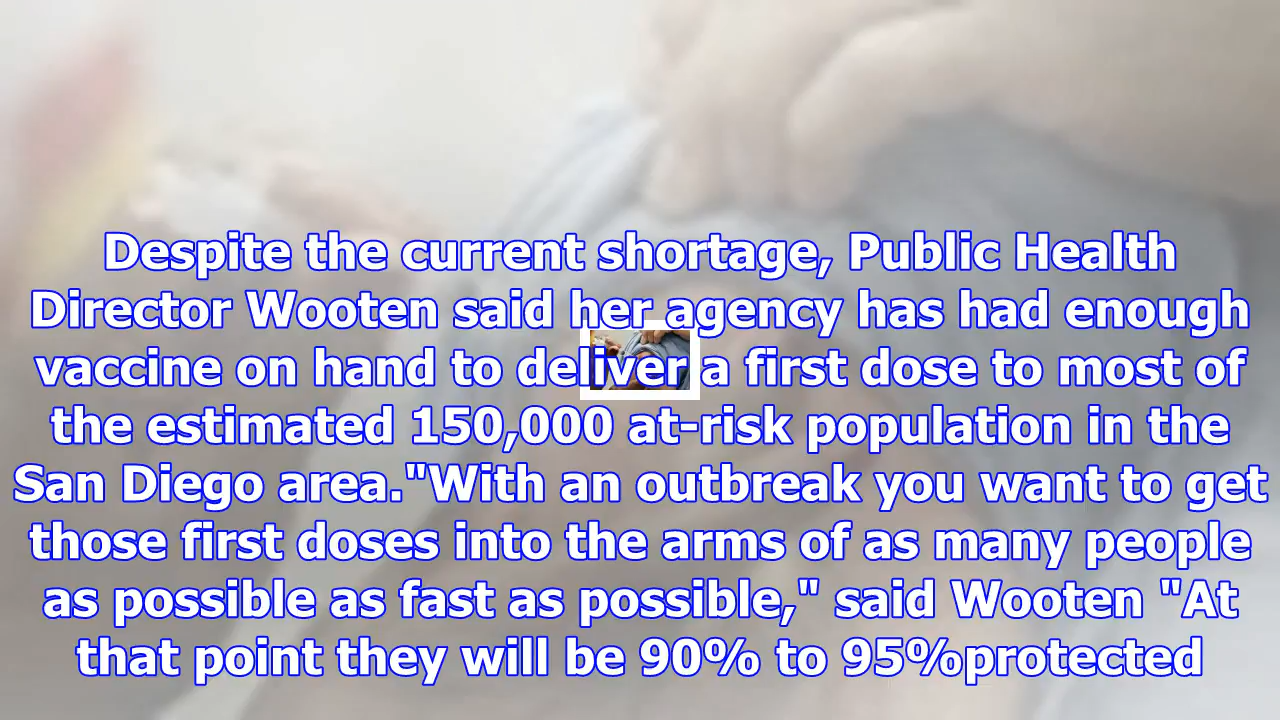 Despite the current shortage, Public Health
Director Wooten said her agency has had enough
vaccine on hand to deliver a first dose to most of
the estimated 150,000 at-risk population in the
San Diego area."With an outbreak you want to get
those first doses into the arms of as many people
as possible as fast as possible," said Wooten "At
that point they will be 90% to 95%protected